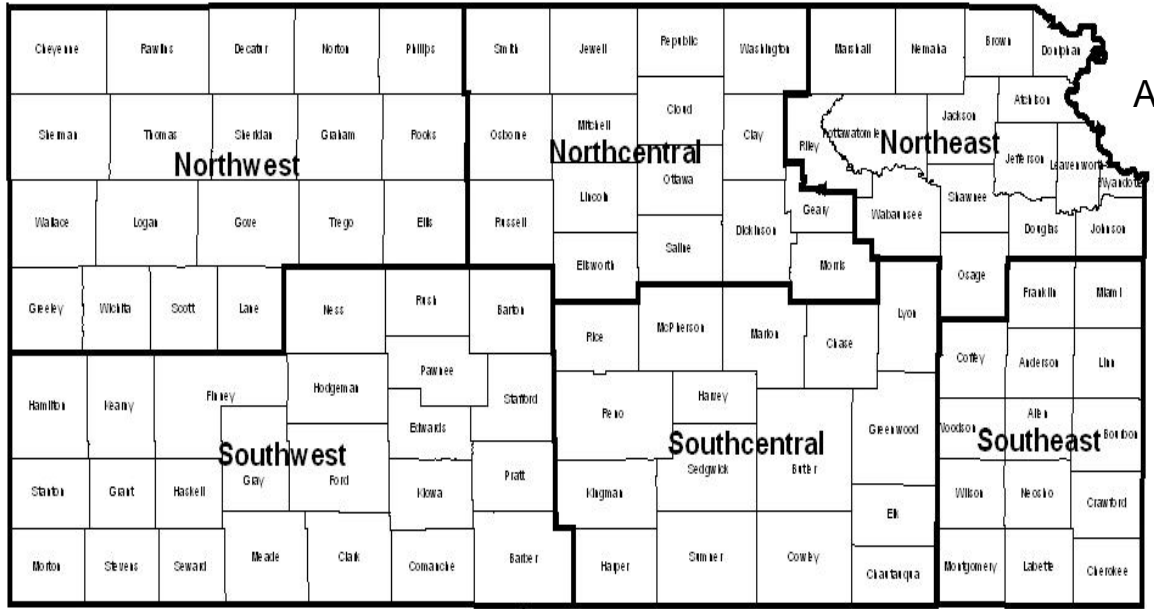 Cheyenne Rawlins Decatur Norton Phillips Smith Jewell Republic Washington Marshall Nemaha Brown Doniphan
A
Sherman Thomas Sheridan Graham Rooks Osborne Mitchell Cloud Clay Riley Pottawatomie Jackson Atchison
Northwest Northcentral Northeast
Jefferson Leavenworth Wyandotte
Wallace Logan Gove Trego Ellis Russell Lincoln Ottawa Dickinson Geary Wabaunsee Shawnee Douglas Johnson
Ellsworth Saline Morris Osage
Greeley Wichita Scott Lane Ness Rush Barton Rice McPherson Marion Chase Lyon Franklin Miami
Hamilton Kearny Finney Hodgeman Pawnee Stafford Reno Harvey Greenwood Coffey Anderson Linn
Edwards Woodson Allen Bourbon
Southwest Southcentral Southeast
Stanton Grant Haskell Gray Ford Kiowa Pratt Kingman Sedgwick Butler Elk Wilson Neosho Crawford
Morton Stevens Seward Meade Clark Comanche Barber Harper Sumner Cowley Chautauqua Montgomery Labette Cherokee